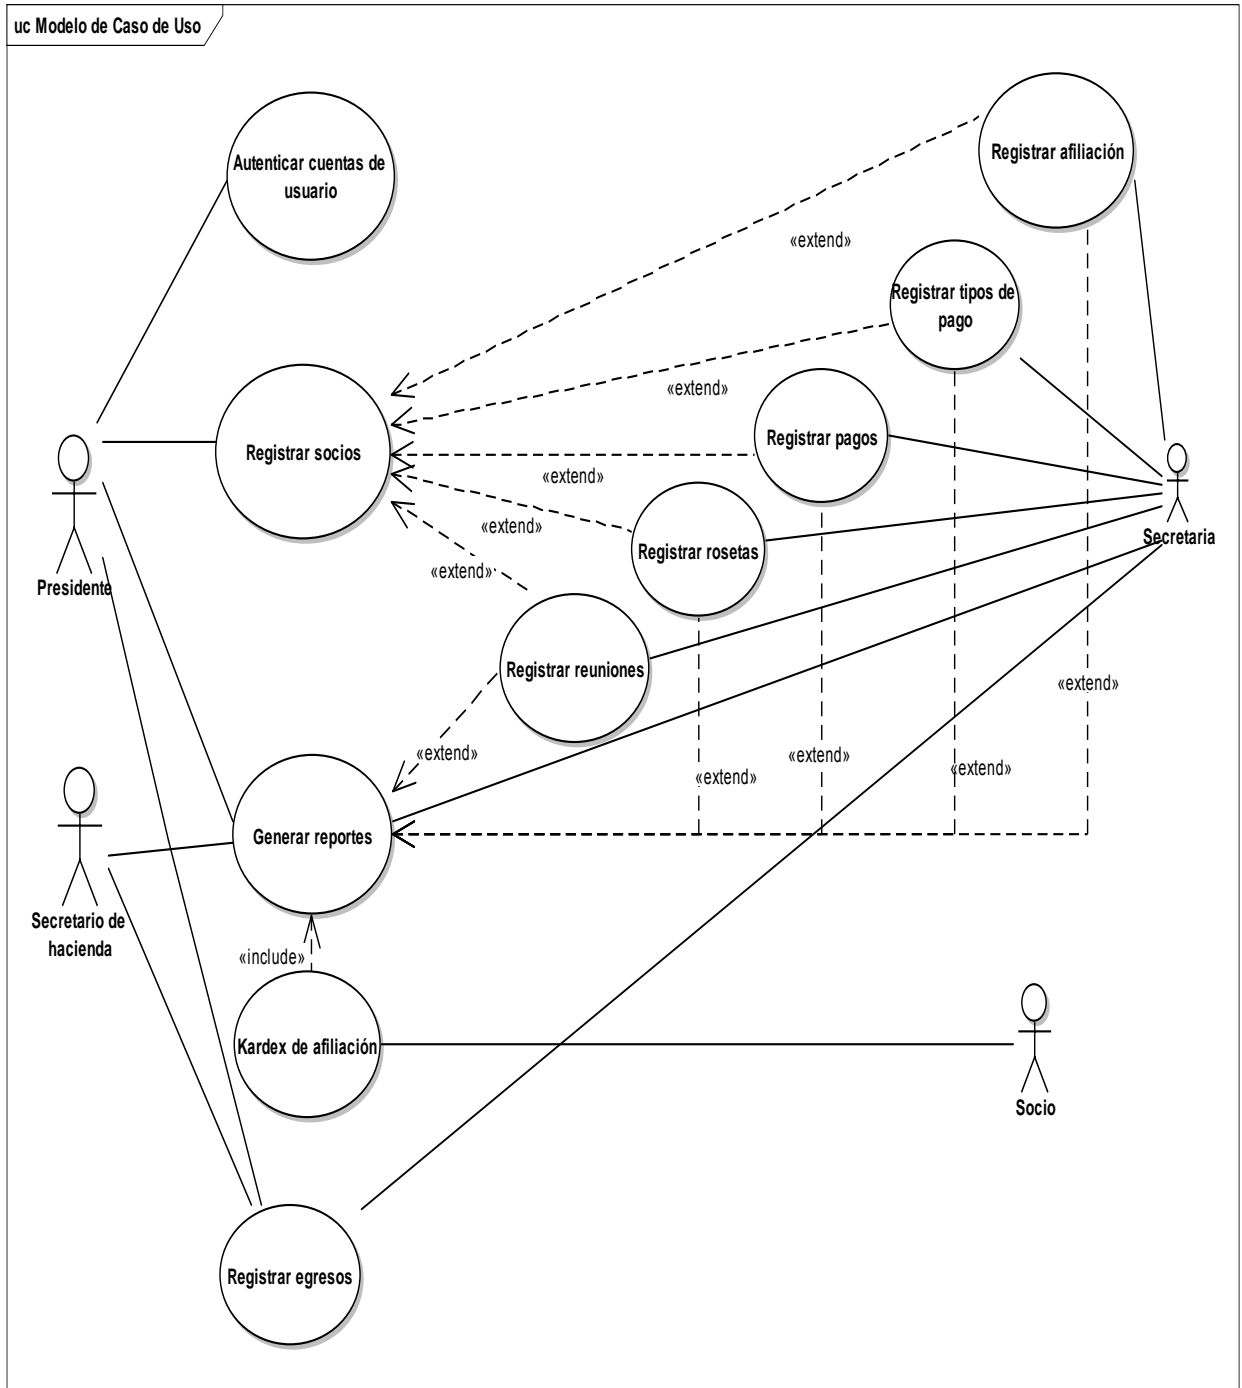 uc Modelo de Caso de Uso
Autenticar cuentas de
usuario
Registrar afiliación
«extend»
Registrar tipos de
pago
«extend»
Registrar socios
Registrar pagos
«extend»
«extend»
Registrar rosetas
Secretaria
«extend»
Presidente
Registrar reuniones
«extend»
«extend»
«extend»
«extend»
«extend»
Generar reportes
Secretario de
hacienda
«include»
Kardex de afiliación
Socio
Registrar egresos